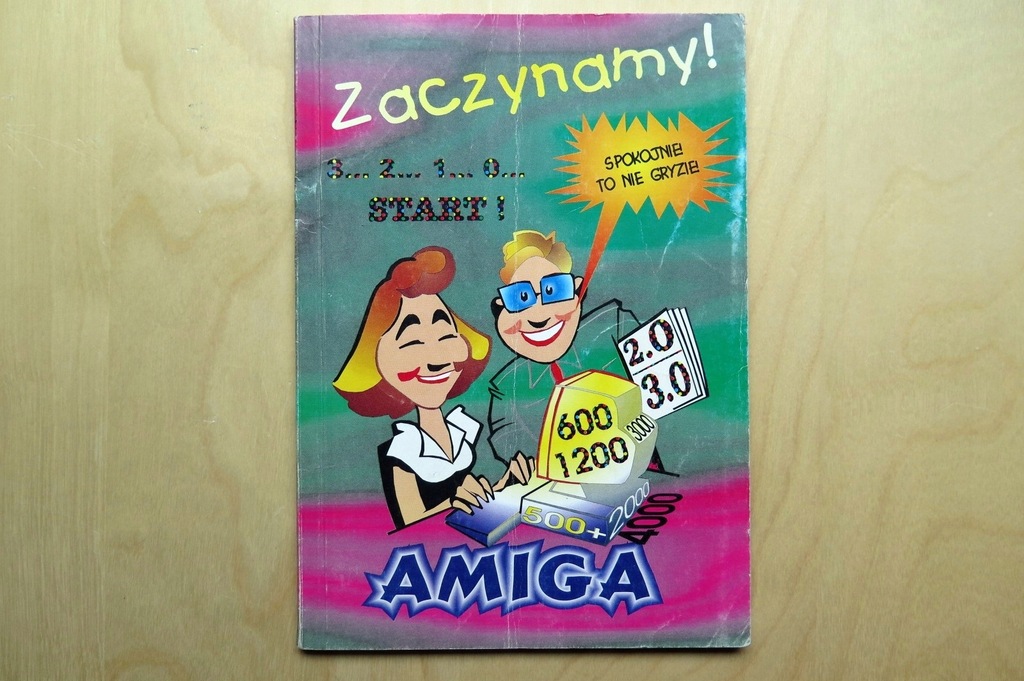 Zaczynamy!
SPOKOJNIE!
TO NIE GRYZIE!
3... 2... 1... 0...
START!
2.0
3.0
600
1200
3000
500+
2000
4000
AMIGA